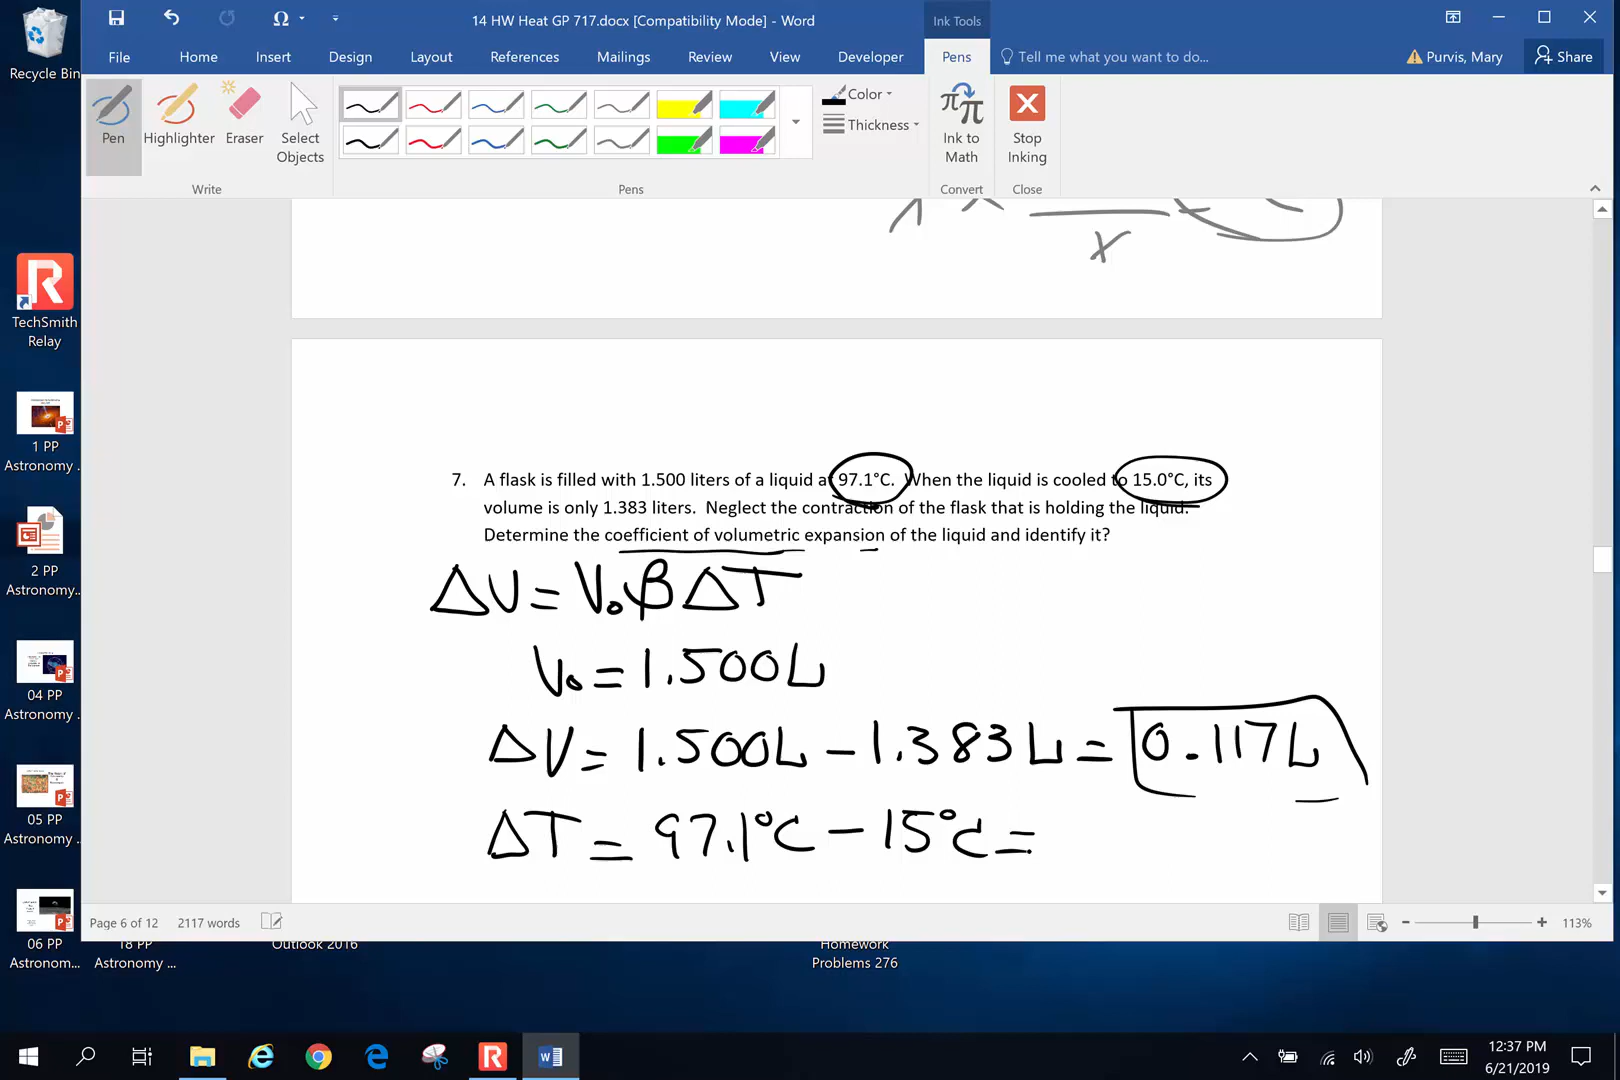 Recycle Bin
14 HW Heat GP 717.docx [Compatibility Mode] - Word
Ink Tools
File Home Insert Design Layout References Mailings Review View Developer Pens Tell me what you want to do... Purvis, Mary Share
Pen Highlighter Eraser Select Objects
Color
Thickness
Ink to Math
Stop Inking
Write Pens Convert Close
x
TechSmith Relay
1 PP Astronomy ...
2 PP Astronomy...
04 PP Astronomy ...
05 PP Astronomy ...
06 PP Astronom...
18 PP Astronomy ...
Outlook 2016
Homework Problems 276
7. A flask is filled with 1.500 liters of a liquid at 97.1°C. When the liquid is cooled to 15.0°C, its
volume is only 1.383 liters. Neglect the contraction of the flask that is holding the liquid.
Determine the coefficient of volumetric expansion of the liquid and identify it?
ΔV = V₀βΔT
V₀ = 1.500L
ΔV = 1.500L - 1.383L = 0.117L
ΔT = 97.1°C - 15°C =
Page 6 of 12 2117 words 113%
12:37 PM
6/21/2019